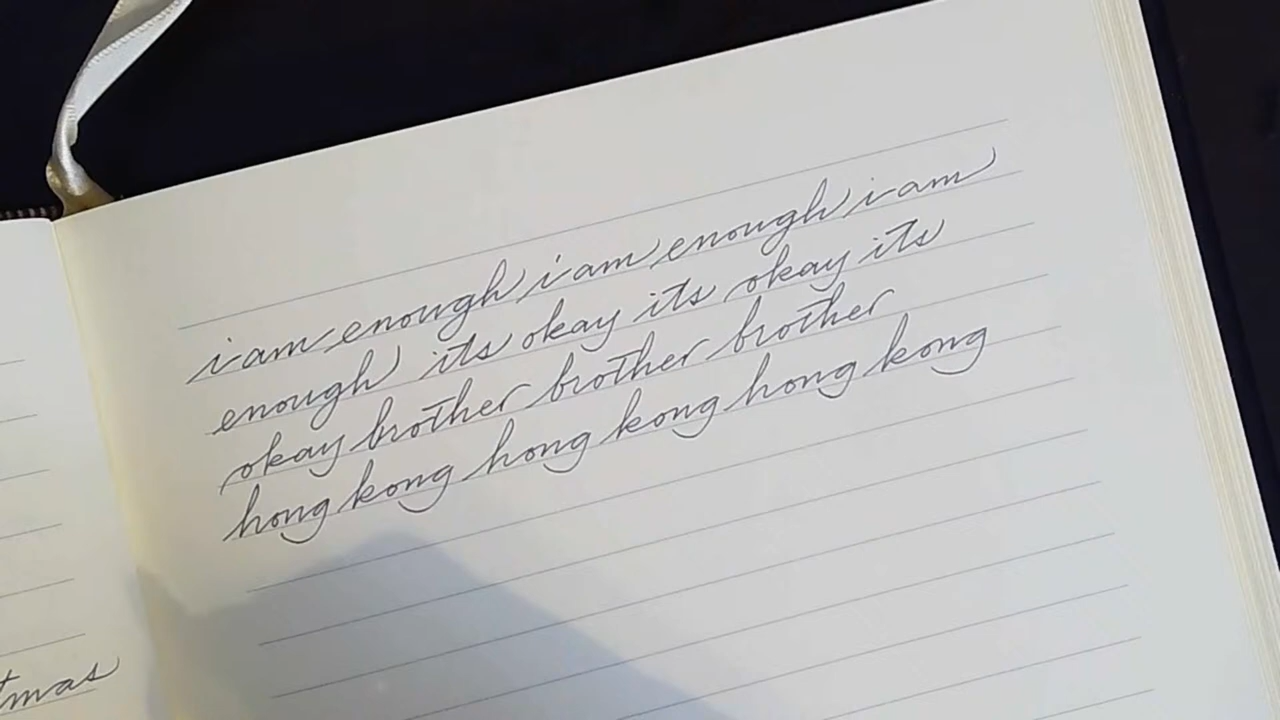 i am enough i am enough i am
enough its okay its okay its
okay brother brother brother
hong kong hong kong hong kong